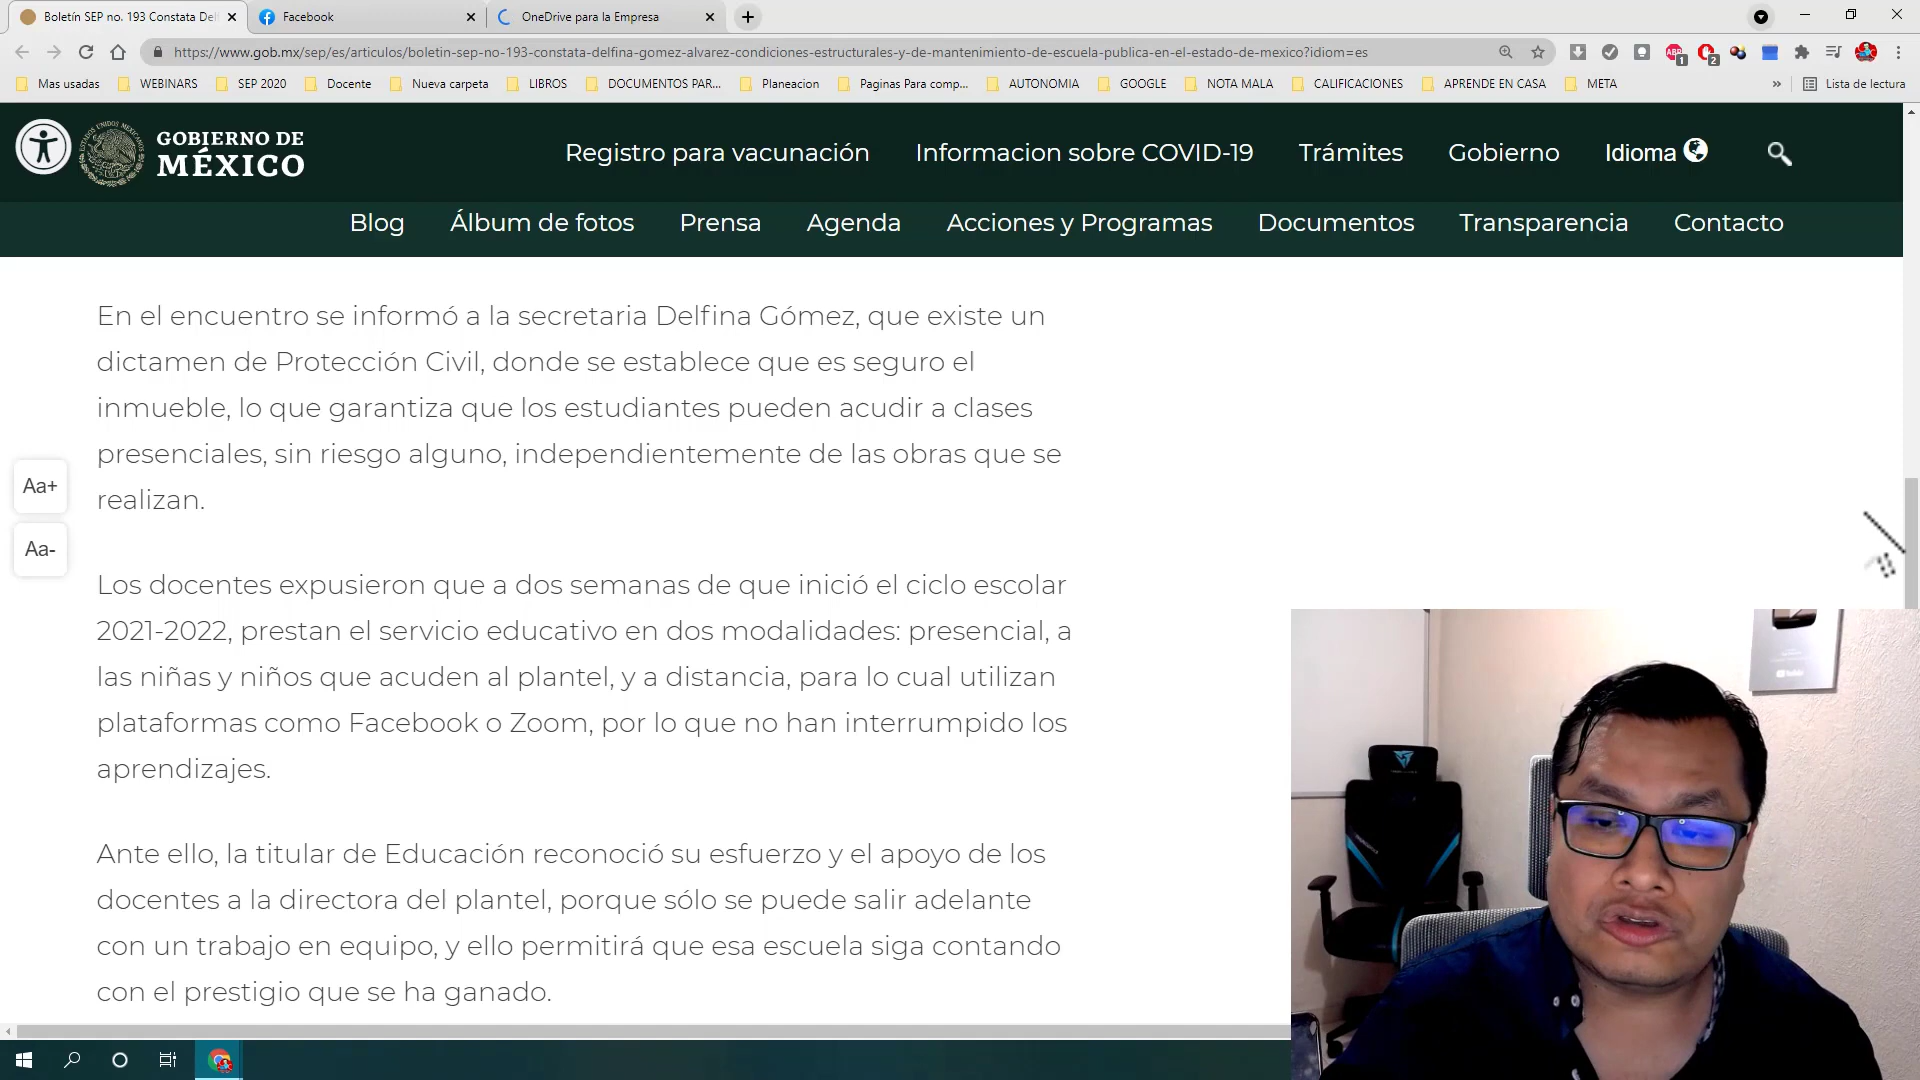 Boletín SEP no. 193 Constata Del
Facebook
OneDrive para la Empresa
https://www.gob.mx/sep/es/articulos/boletin-sep-no-193-constata-delfina-gomez-alvarez-condiciones-estructurales-y-de-mantenimiento-de-escuela-publica-en-el-estado-de-mexico?idiom=es
Mas usadas WEBINARS SEP 2020 Docente Nueva carpeta LIBROS DOCUMENTOS PAR... Planeacion Paginas Para comp... AUTONOMIA GOOGLE NOTA MALA CALIFICACIONES APRENDE EN CASA META » Lista de lectura
GOBIERNO DE
MÉXICO
Registro para vacunación Informacion sobre COVID-19 Trámites Gobierno Idioma
Blog Álbum de fotos Prensa Agenda Acciones y Programas Documentos Transparencia Contacto
En el encuentro se informó a la secretaria Delfina Gómez, que existe un
dictamen de Protección Civil, donde se establece que es seguro el
inmueble, lo que garantiza que los estudiantes pueden acudir a clases
presenciales, sin riesgo alguno, independientemente de las obras que se
realizan.
Aa+
Aa-
Los docentes expusieron que a dos semanas de que inició el ciclo escolar
2021-2022, prestan el servicio educativo en dos modalidades: presencial, a
las niñas y niños que acuden al plantel, y a distancia, para lo cual utilizan
plataformas como Facebook o Zoom, por lo que no han interrumpido los
aprendizajes.
Ante ello, la titular de Educación reconoció su esfuerzo y el apoyo de los
docentes a la directora del plantel, porque sólo se puede salir adelante
con un trabajo en equipo, y ello permitirá que esa escuela siga contando
con el prestigio que se ha ganado.